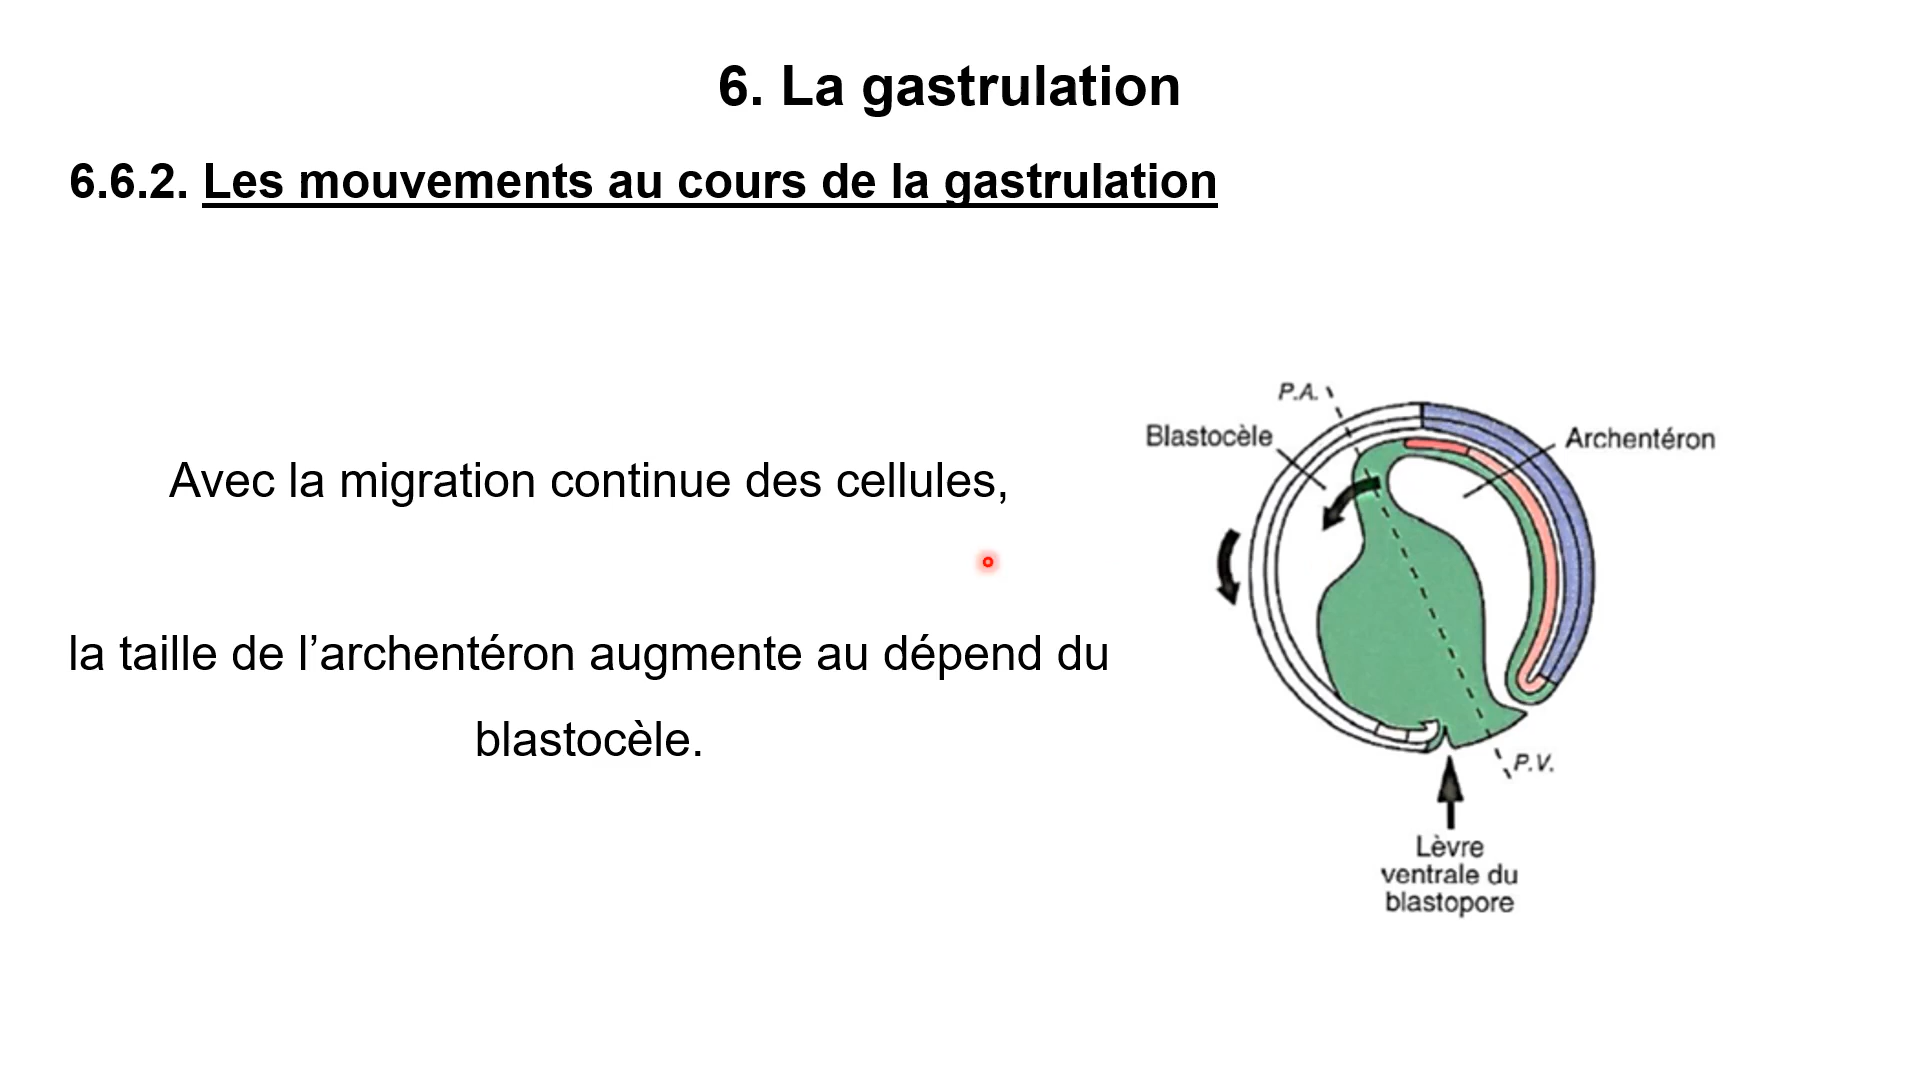 6. La gastrulation
6.6.2. Les mouvements au cours de la gastrulation
Avec la migration continue des cellules,
la taille de l’archentéron augmente au dépend du
blastocèle.
P.A.
Blastocèle
Archentéron
P.V.
Lèvre
ventrale du
blastopore